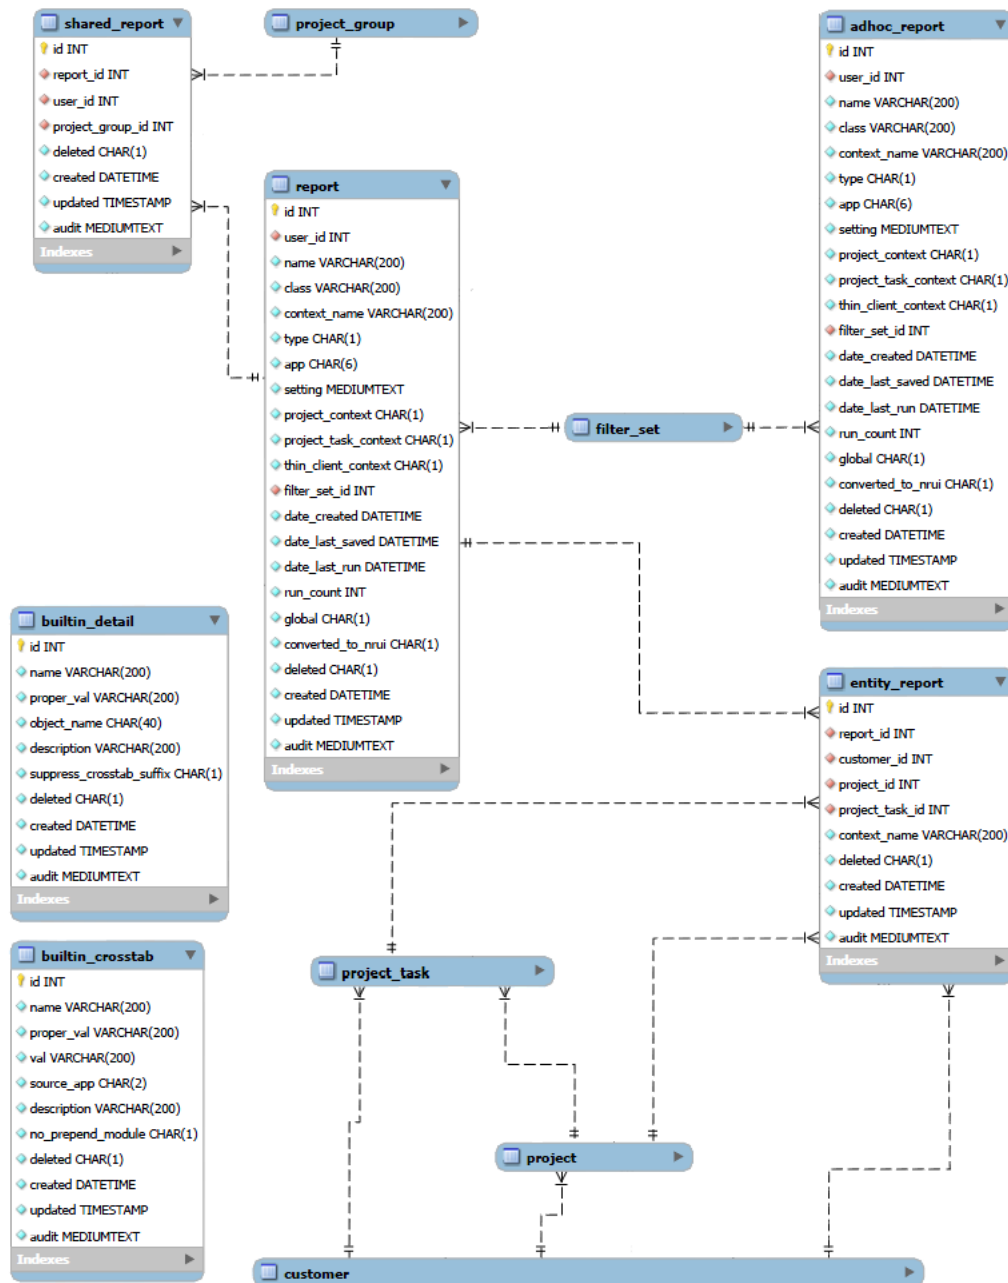 shared_report
id INT
report_id INT
user_id INT
project_group_id INT
deleted CHAR(1)
created DATETIME
updated TIMESTAMP
audit MEDIUMTEXT
Indexes
project_group
report
id INT
user_id INT
name VARCHAR(200)
class VARCHAR(200)
context_name VARCHAR(200)
type CHAR(1)
app CHAR(6)
setting MEDIUMTEXT
project_context CHAR(1)
project_task_context CHAR(1)
thin_client_context CHAR(1)
filter_set_id INT
date_created DATETIME
date_last_saved DATETIME
date_last_run DATETIME
run_count INT
global CHAR(1)
converted_to_nrui CHAR(1)
deleted CHAR(1)
created DATETIME
updated TIMESTAMP
audit MEDIUMTEXT
Indexes
filter_set
adhoc_report
id INT
user_id INT
name VARCHAR(200)
class VARCHAR(200)
context_name VARCHAR(200)
type CHAR(1)
app CHAR(6)
setting MEDIUMTEXT
project_context CHAR(1)
project_task_context CHAR(1)
thin_client_context CHAR(1)
filter_set_id INT
date_created DATETIME
date_last_saved DATETIME
date_last_run DATETIME
run_count INT
global CHAR(1)
converted_to_nrui CHAR(1)
deleted CHAR(1)
created DATETIME
updated TIMESTAMP
audit MEDIUMTEXT
Indexes
builtin_detail
id INT
name VARCHAR(200)
proper_val VARCHAR(200)
object_name CHAR(40)
description VARCHAR(200)
suppress_crosstab_suffix CHAR(1)
deleted CHAR(1)
created DATETIME
updated TIMESTAMP
audit MEDIUMTEXT
Indexes
entity_report
id INT
report_id INT
customer_id INT
project_id INT
project_task_id INT
context_name VARCHAR(200)
deleted CHAR(1)
created DATETIME
updated TIMESTAMP
audit MEDIUMTEXT
Indexes
builtin_crosstab
id INT
name VARCHAR(200)
proper_val VARCHAR(200)
val VARCHAR(200)
source_app CHAR(2)
description VARCHAR(200)
no_prepend_module CHAR(1)
deleted CHAR(1)
created DATETIME
updated TIMESTAMP
audit MEDIUMTEXT
Indexes
project_task
project
customer